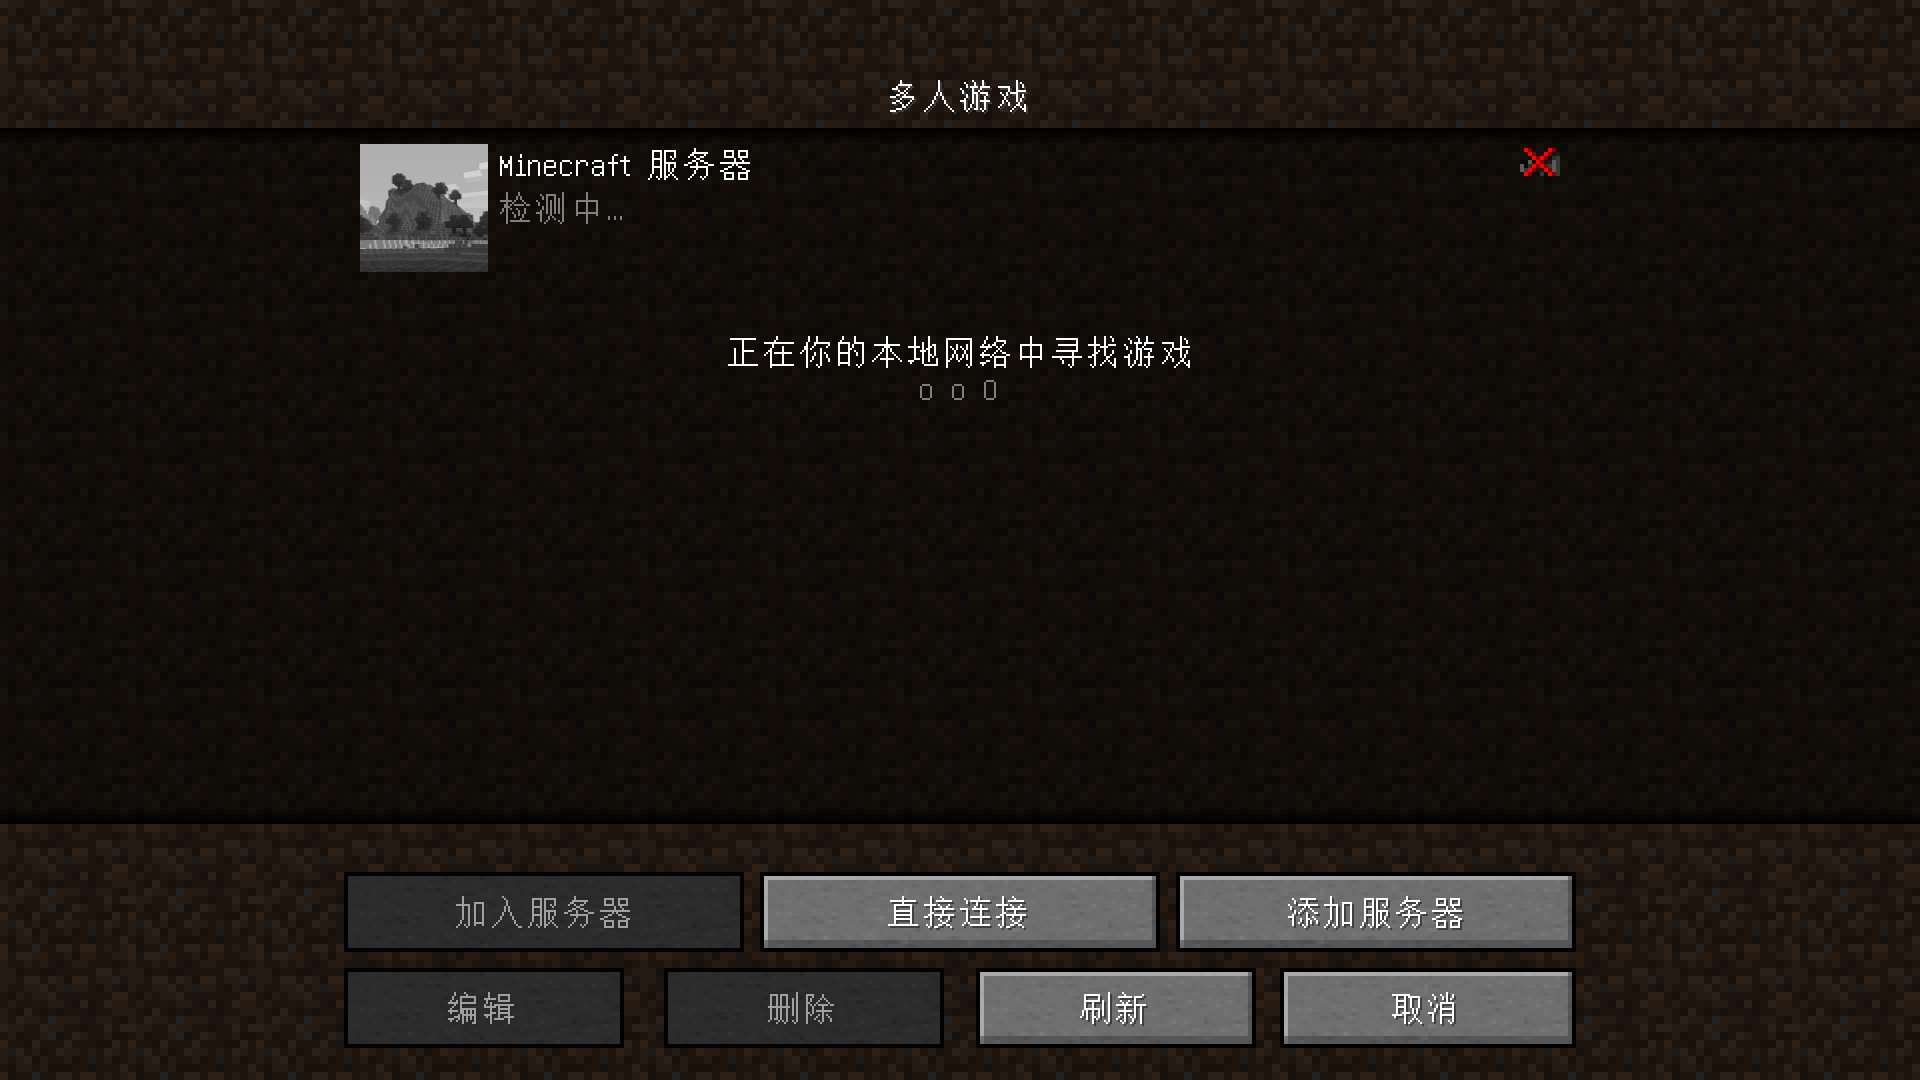 多人游戏
Minecraft 服务器
检测中...
正在你的本地网络中寻找游戏
o o O
加入服务器
直接连接
添加服务器
编辑
删除
刷新
取消